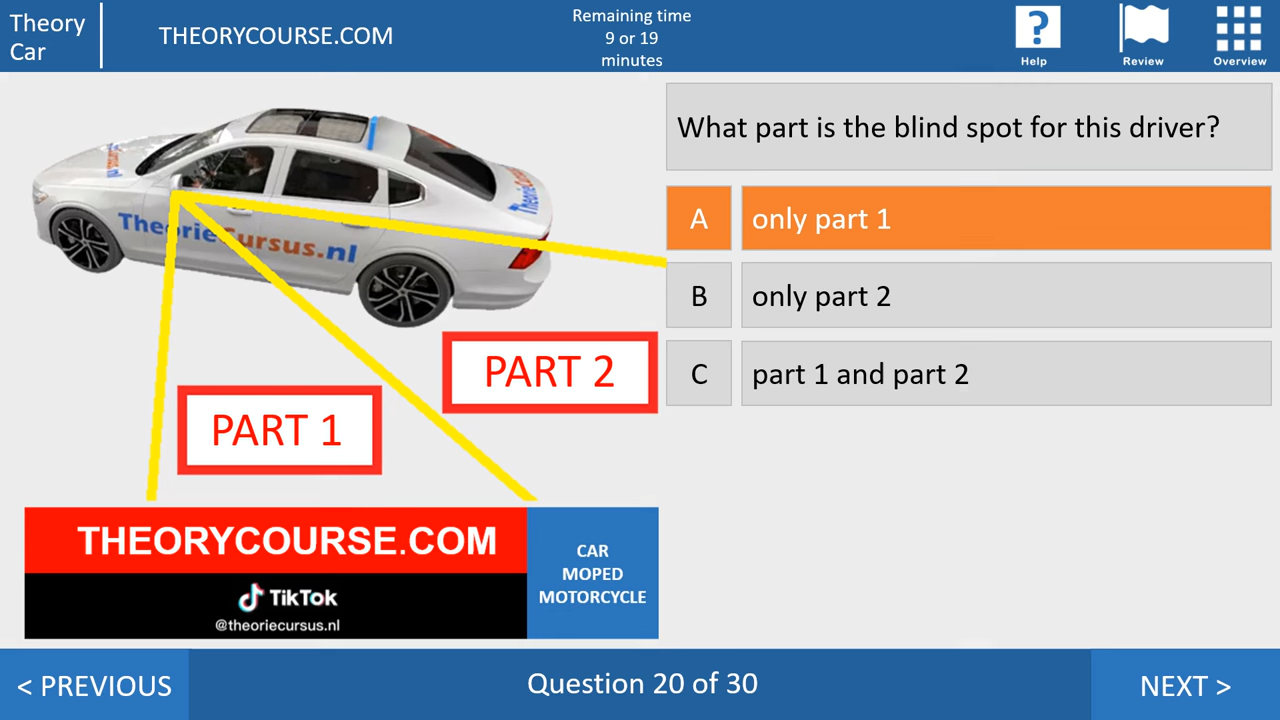 Theory
Car
THEORYCOURSE.COM
Remaining time
9 or 19
minutes
?
Help
Review
Overview
What part is the blind spot for this driver?
A
only part 1
B
only part 2
C
part 1 and part 2
TheorieCursus.nl
PART 2
PART 1
THEORYCOURSE.COM
TikTok
@theoriecursus.nl
CAR
MOPED
MOTORCYCLE
< PREVIOUS
Question 20 of 30
NEXT >